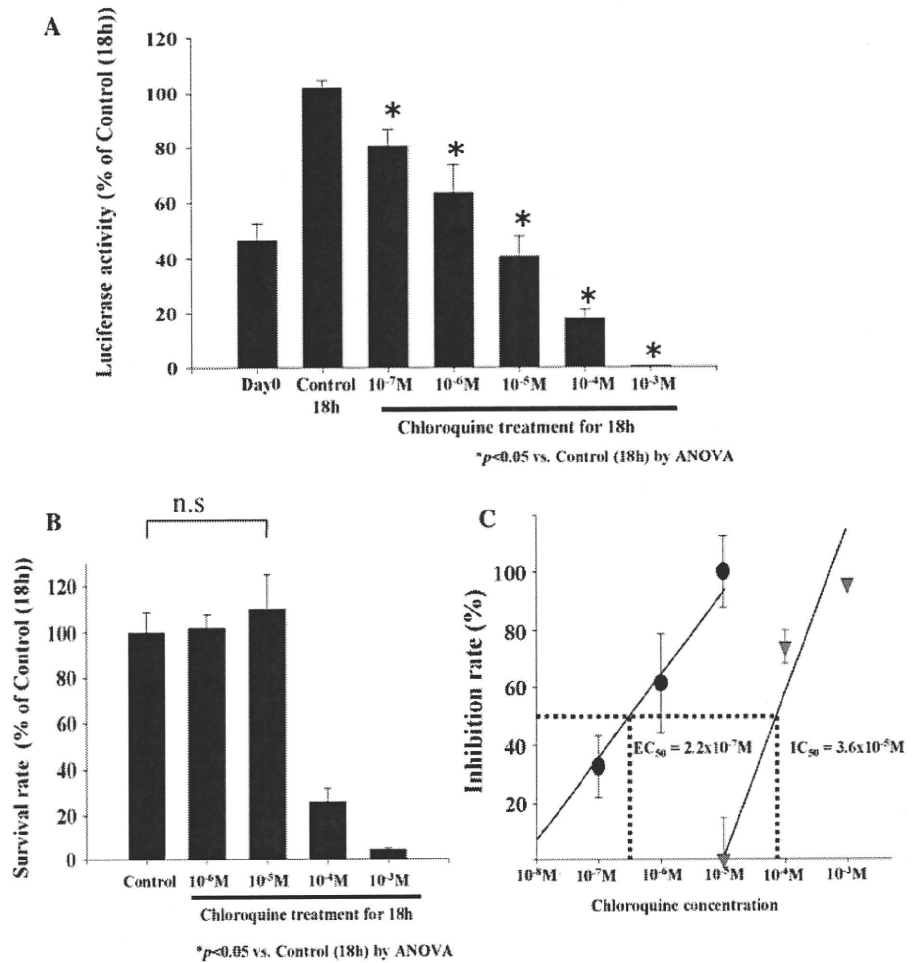 A
Luciferase activity (% of Control (18h))
120
100
80
60
40
20
0
*
*
*
*
*
Day0 Control 10⁻⁷M 10⁻⁶M 10⁻⁵M 10⁻⁴M 10⁻³M
18h
Chloroquine treatment for 18h
*p<0.05 vs. Control (18h) by ANOVA
B
n.s
Survival rate (% of Control (18h))
120
100
80
60
40
20
0
Control 10⁻⁶M 10⁻⁵M 10⁻⁴M 10⁻³M
Chloroquine treatment for 18h
*p<0.05 vs. Control (18h) by ANOVA
C
Inhibition rate (%)
100
80
60
40
20
EC₅₀ = 2.2x10⁻⁷M
IC₅₀ = 3.6x10⁻⁵M
10⁻⁸M 10⁻⁷M 10⁻⁶M 10⁻⁵M 10⁻⁴M 10⁻³M
Chloroquine concentration